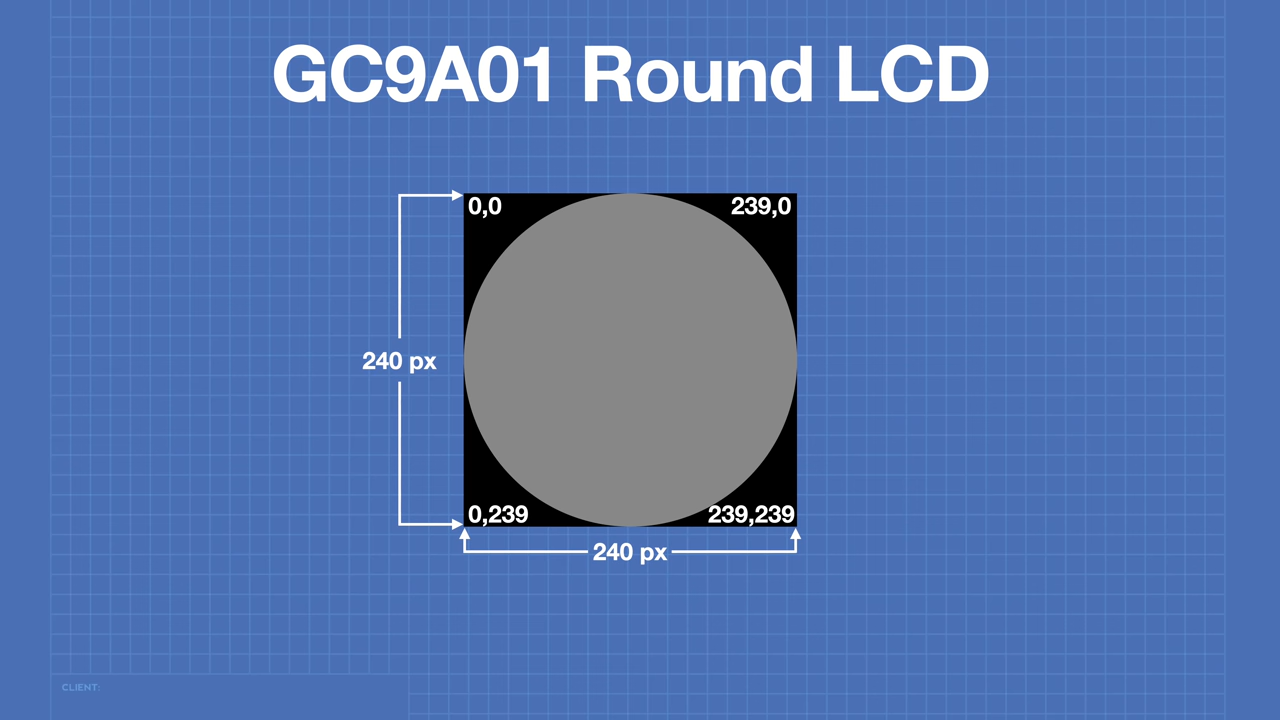 GC9A01 Round LCD
0,0 239,0
240 px
0,239 239,239
240 px
CLIENT: